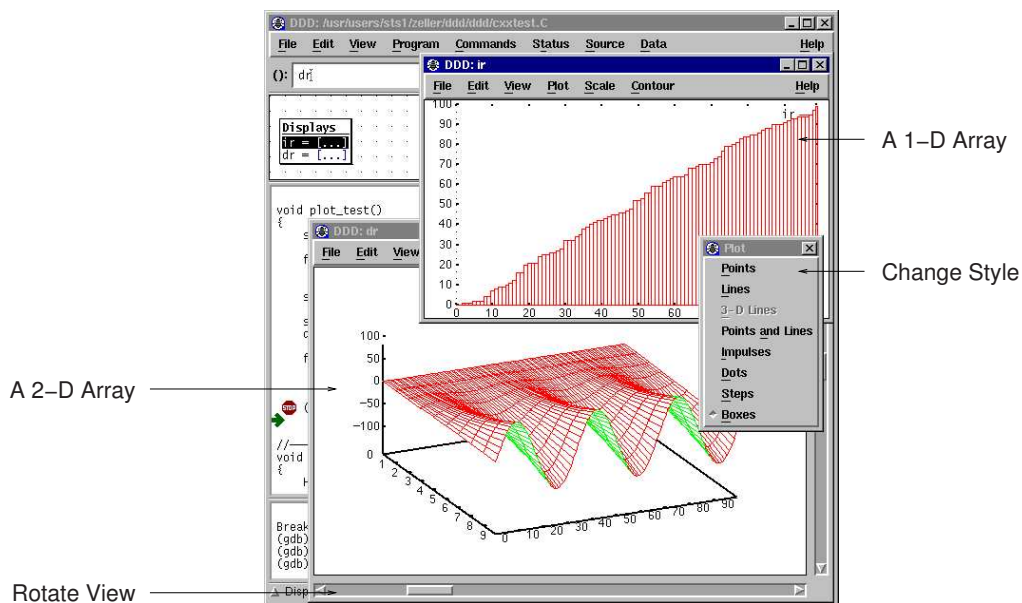 DDD: /usr/users/sts1/zeller/ddd/ddd/cxxtest.C
File Edit View Program Commands Status Source Data Help
(): dr
DDD: ir
File Edit View Plot Scale Contour Help
Displays
ir = [...]
dr = [...]
ir
100
90
80
70
60
50
40
30
20
10
0
0 10 20 30 40 50 60
A 1-D Array
void plot_test()
{
DDD: dr
File Edit View
Plot
Points
Lines
3-D Lines
Points and Lines
Impulses
Dots
Steps
Boxes
Change Style
A 2-D Array
100
50
0
-50
-100
0
1 2 3 4 5 6 7 8 9
0 10 20 30 40 50 60 70 80 90
STOP
(
//
void
{
H
Break
(gdb)
(gdb)
(gdb)
Disp
Rotate View